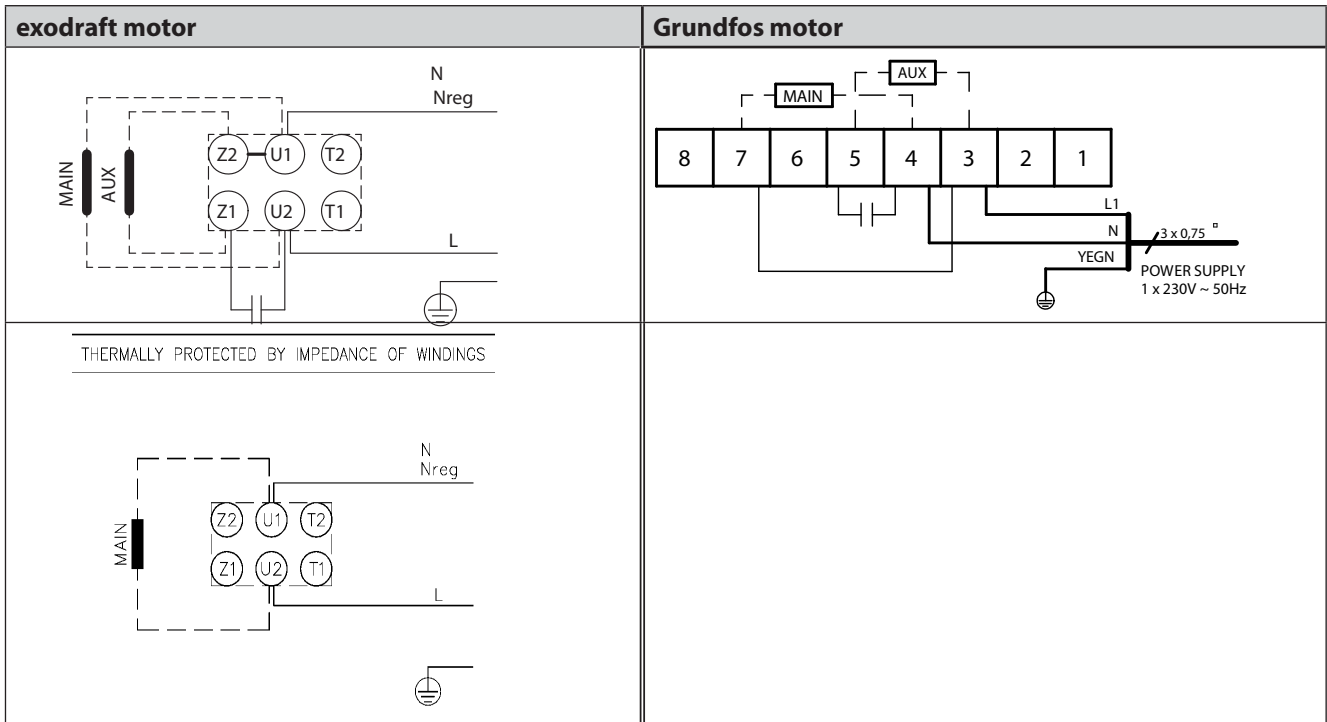 exodraft motor
Grundfos motor
N
Nreg
MAIN
AUX
Z2
U1
T2
Z1
U2
T1
L
AUX
MAIN
8 7 6 5 4 3 2 1
L1
N
3 x 0,75 □
YEGN
POWER SUPPLY
1 x 230V ~ 50Hz
THERMALLY PROTECTED BY IMPEDANCE OF WINDINGS
N
Nreg
MAIN
Z2
U1
T2
Z1
U2
T1
L